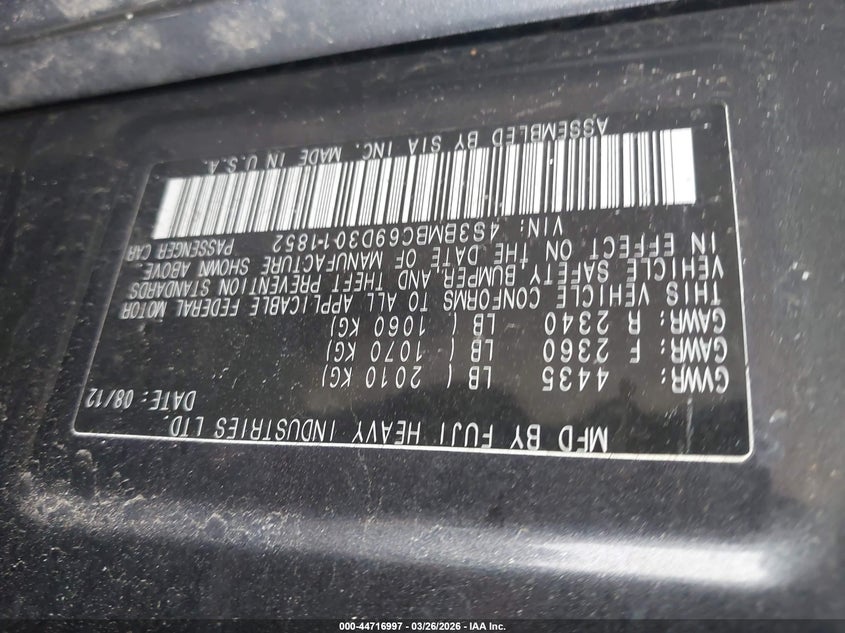 MFD BY FUJI HEAVY INDUSTRIES LTD.
DATE: 08/12
GVWR: 4435 LB ( 2010 KG)
GAWR: F 2360 LB ( 1070 KG)
GAWR: R 2340 LB ( 1060 KG)
THIS VEHICLE CONFORMS TO ALL APPLICABLE FEDERAL MOTOR
VEHICLE SAFETY, BUMPER, AND THEFT PREVENTION STANDARDS
IN EFFECT ON THE DATE OF MANUFACTURE SHOWN ABOVE.
VIN: 4S3BMBC69D3011852 PASSENGER CAR
ASSEMBLED BY SIA INC. MADE IN U.S.A.
000-44716997 | 03/26/2026 - IAA Inc.